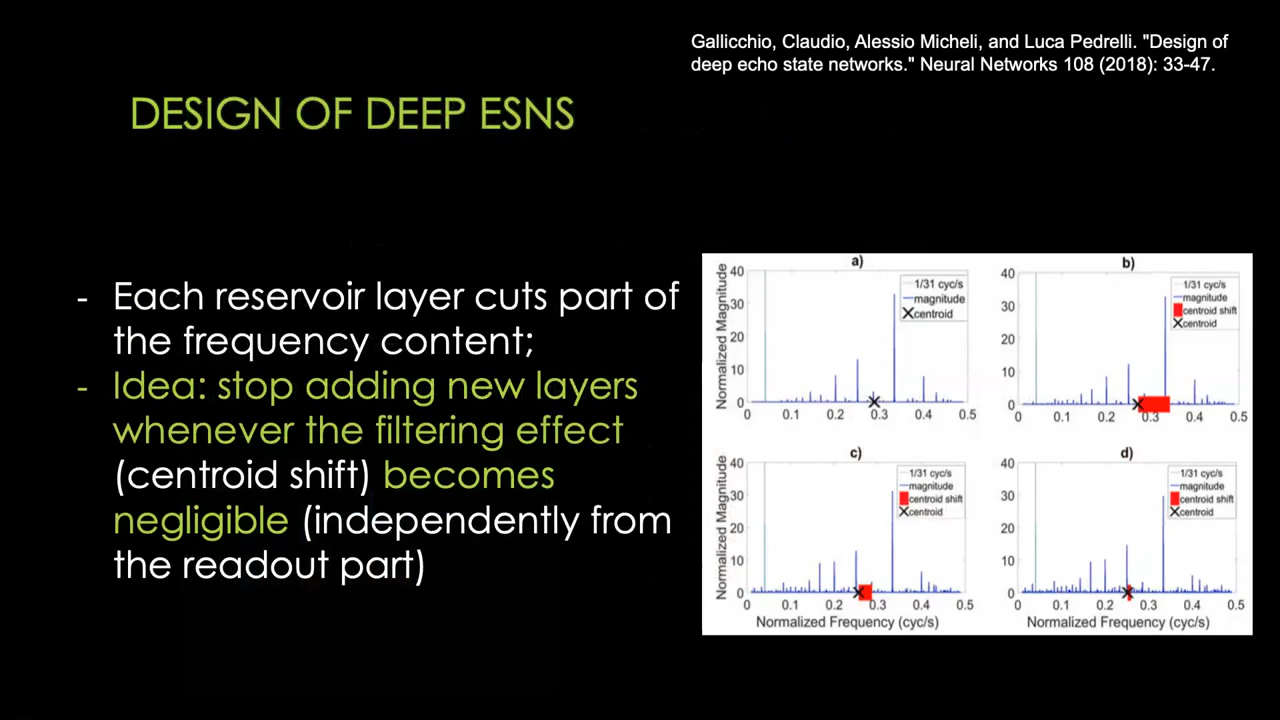 Gallicchio, Claudio, Alessio Micheli, and Luca Pedrelli. "Design of
deep echo state networks." Neural Networks 108 (2018): 33-47.
DESIGN OF DEEP ESNS
- Each reservoir layer cuts part of
the frequency content;
- Idea: stop adding new layers
whenever the filtering effect
(centroid shift) becomes
negligible (independently from
the readout part)
a)
Normalized Magnitude
40
30
20
10
0
0 0.1 0.2 0.3 0.4 0.5
1/31 cyc/s
magnitude
centroid
b)
40
30
20
10
0
0 0.1 0.2 0.3 0.4 0.5
1/31 cyc/s
magnitude
centroid shift
centroid
c)
Normalized Magnitude
40
30
20
10
0
0 0.1 0.2 0.3 0.4 0.5
Normalized Frequency (cyc/s)
1/31 cyc/s
magnitude
centroid shift
centroid
d)
40
30
20
10
0
0 0.1 0.2 0.3 0.4 0.5
Normalized Frequency (cyc/s)
1/31 cyc/s
magnitude
centroid shift
centroid